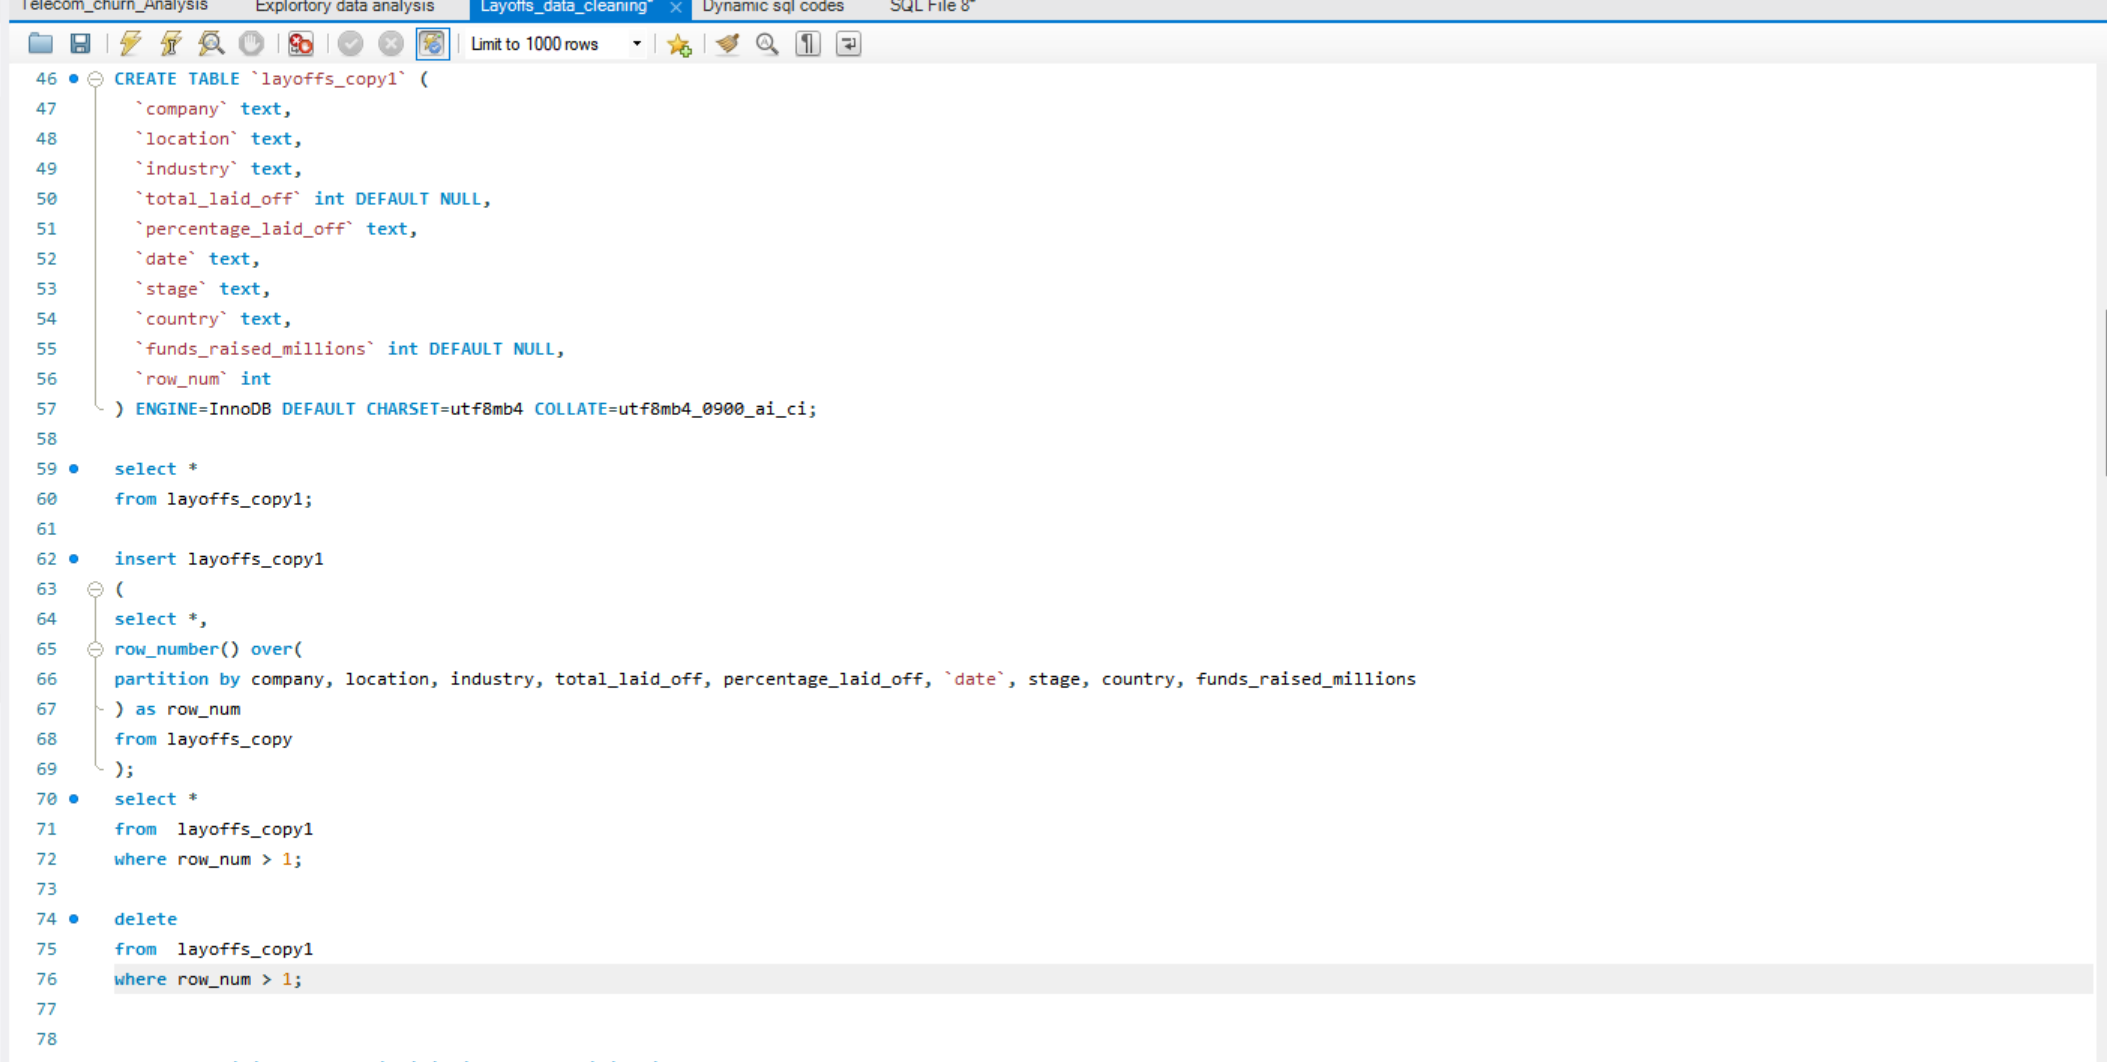 Telecom_churn_Analysis Explortory data analysis Layoffs_data_cleaning* Dynamic sql codes SQL File 8*
Limit to 1000 rows
46 CREATE TABLE `layoffs_copy1` (
47 `company` text,
48 `location` text,
49 `industry` text,
50 `total_laid_off` int DEFAULT NULL,
51 `percentage_laid_off` text,
52 `date` text,
53 `stage` text,
54 `country` text,
55 `funds_raised_millions` int DEFAULT NULL,
56 `row_num` int
57 ) ENGINE=InnoDB DEFAULT CHARSET=utf8mb4 COLLATE=utf8mb4_0900_ai_ci;
58
59 select *
60 from layoffs_copy1;
61
62 insert layoffs_copy1
63 (
64 select *,
65 row_number() over(
66 partition by company, location, industry, total_laid_off, percentage_laid_off, `date`, stage, country, funds_raised_millions
67 ) as row_num
68 from layoffs_copy
69 );
70 select *
71 from  layoffs_copy1
72 where row_num > 1;
73
74 delete
75 from  layoffs_copy1
76 where row_num > 1;
77
78